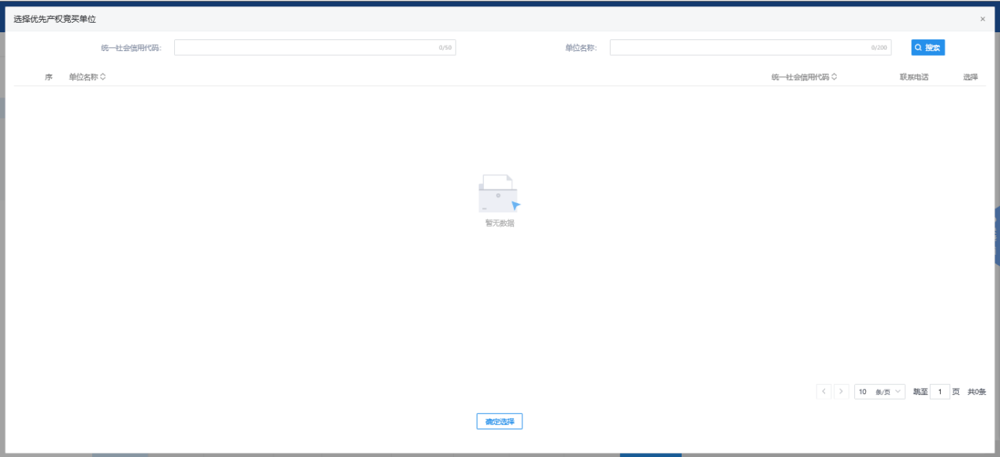 选择优先产权竞买单位
×
统一社会信用代码: 0/50 单位名称: 0/200 搜索
序 单位名称 统一社会信用代码 联系电话 选择
暂无数据
10 条/页 跳至 1 页 共0条
确定选择